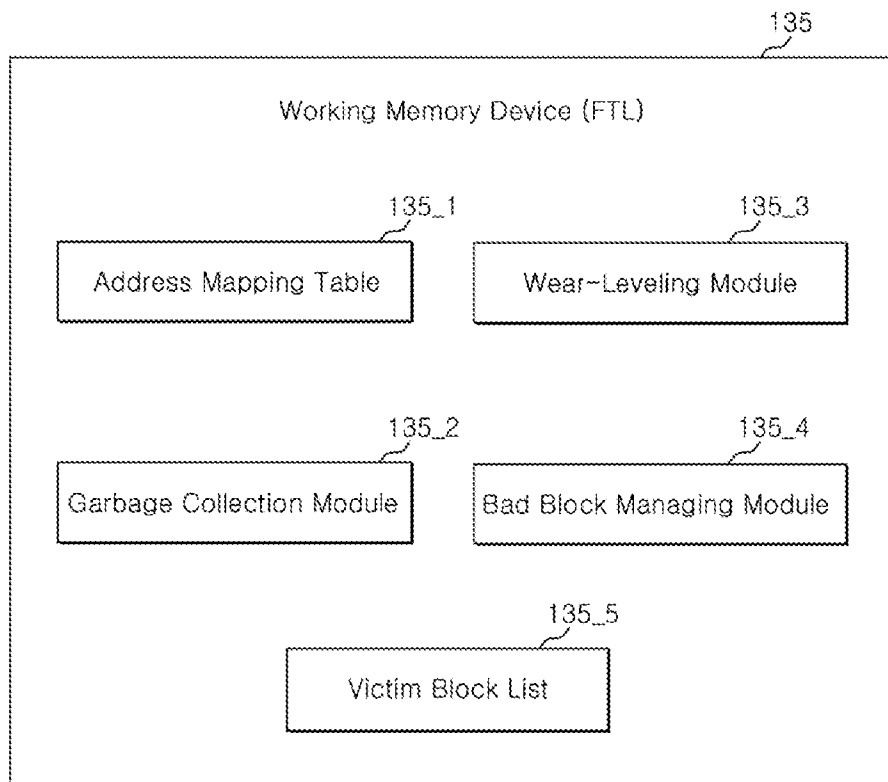 135
Working Memory Device (FTL)
135_1
135_3
Address Mapping Table
Wear-Leveling Module
135_2
135_4
Garbage Collection Module
Bad Block Managing Module
135_5
Victim Block List